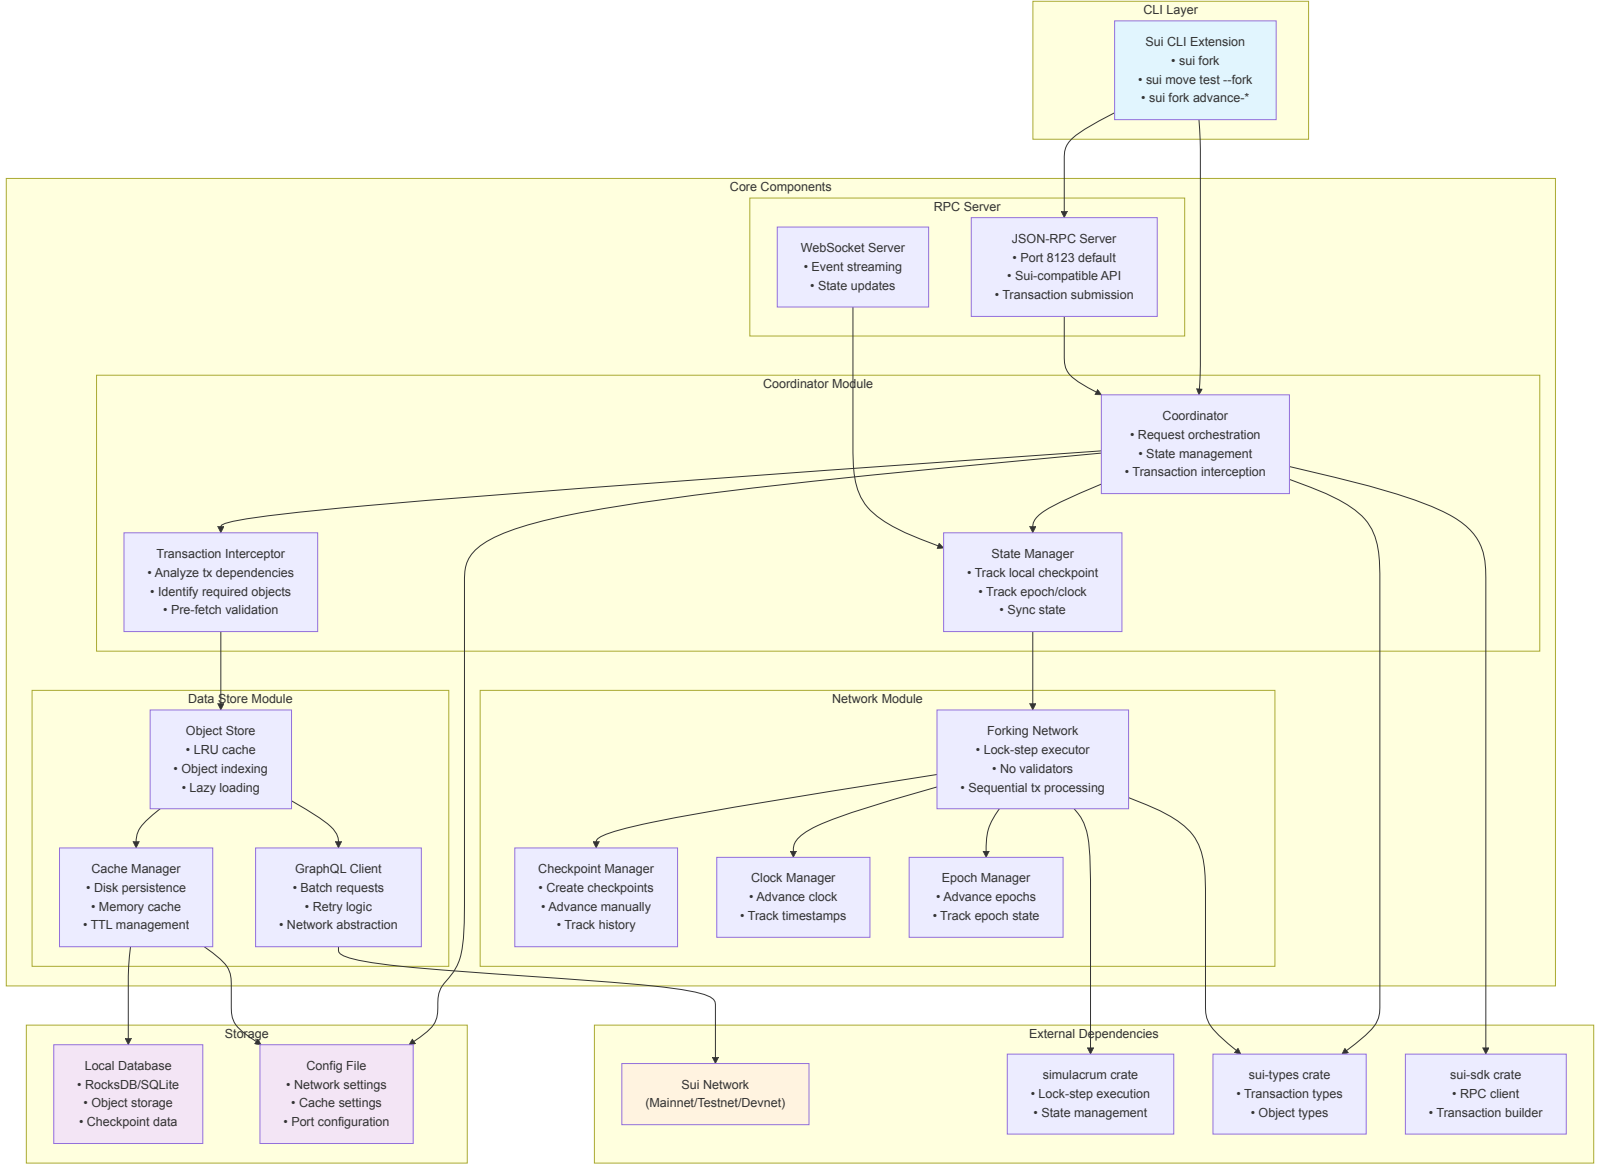 CLI Layer
Sui CLI Extension
• sui fork
• sui move test --fork
• sui fork advance-*
Core Components
RPC Server
WebSocket Server
• Event streaming
• State updates
JSON-RPC Server
• Port 8123 default
• Sui-compatible API
• Transaction submission
Coordinator Module
Coordinator
• Request orchestration
• State management
• Transaction interception
Transaction Interceptor
• Analyze tx dependencies
• Identify required objects
• Pre-fetch validation
State Manager
• Track local checkpoint
• Track epoch/clock
• Sync state
Data Store Module
Object Store
• LRU cache
• Object indexing
• Lazy loading
Cache Manager
• Disk persistence
• Memory cache
• TTL management
GraphQL Client
• Batch requests
• Retry logic
• Network abstraction
Network Module
Forking Network
• Lock-step executor
• No validators
• Sequential tx processing
Checkpoint Manager
• Create checkpoints
• Advance manually
• Track history
Clock Manager
• Advance clock
• Track timestamps
Epoch Manager
• Advance epochs
• Track epoch state
Storage
Local Database
• RocksDB/SQLite
• Object storage
• Checkpoint data
Config File
• Network settings
• Cache settings
• Port configuration
External Dependencies
Sui Network
(Mainnet/Testnet/Devnet)
simulacrum crate
• Lock-step execution
• State management
sui-types crate
• Transaction types
• Object types
sui-sdk crate
• RPC client
• Transaction builder